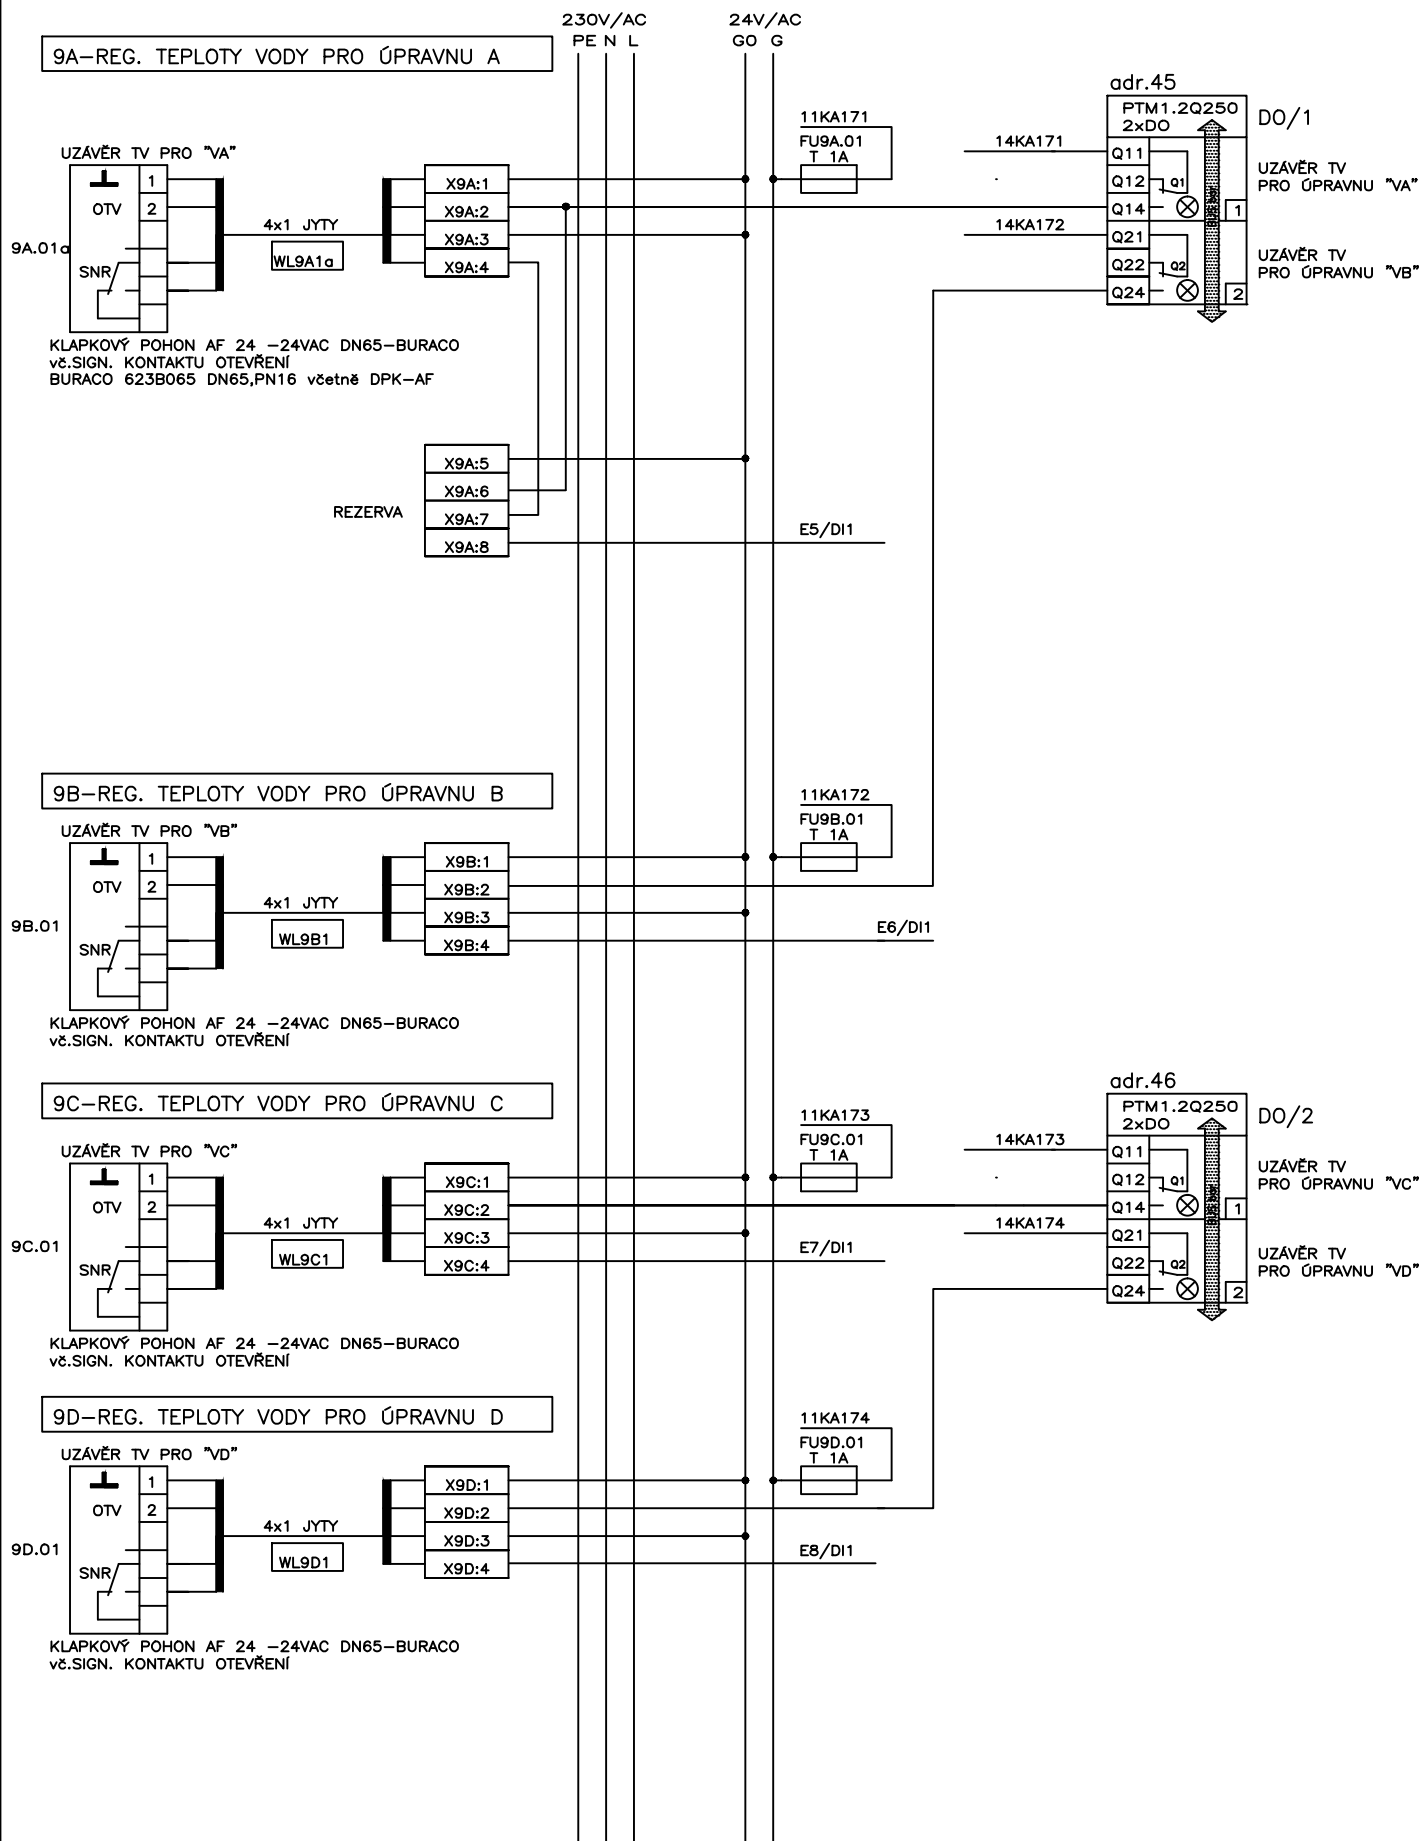 230V/AC
PE N L
24V/AC
G0 G
9A-REG. TEPLOTY VODY PRO ÚPRAVNU A
UZÁVĚR TV PRO "VA"
1
OTV 2
9A.01a
SNR
4x1 JYTY
WL9A1a
X9A:1
X9A:2
X9A:3
X9A:4
11KA171
FU9A.01
T 1A
14KA171
14KA172
adr.45
PTM1.2Q250
2xDO
DO/1
Q11
Q12 Q1
Q14 1
Q21
Q22 Q2
Q24 2
UZÁVĚR TV
PRO ÚPRAVNU "VA"
UZÁVĚR TV
PRO ÚPRAVNU "VB"
KLAPKOVÝ POHON AF 24 -24VAC DN65-BURACO
vč.SIGN. KONTAKTU OTEVŘENÍ
BURACO 623B065 DN65,PN16 včetně DPK-AF
REZERVA
X9A:5
X9A:6
X9A:7
X9A:8
E5/DI1
9B-REG. TEPLOTY VODY PRO ÚPRAVNU B
UZÁVĚR TV PRO "VB"
1
OTV 2
9B.01
SNR
4x1 JYTY
WL9B1
X9B:1
X9B:2
X9B:3
X9B:4
11KA172
FU9B.01
T 1A
E6/DI1
KLAPKOVÝ POHON AF 24 -24VAC DN65-BURACO
vč.SIGN. KONTAKTU OTEVŘENÍ
9C-REG. TEPLOTY VODY PRO ÚPRAVNU C
UZÁVĚR TV PRO "VC"
1
OTV 2
9C.01
SNR
4x1 JYTY
WL9C1
X9C:1
X9C:2
X9C:3
X9C:4
11KA173
FU9C.01
T 1A
E7/DI1
14KA173
14KA174
adr.46
PTM1.2Q250
2xDO
DO/2
Q11
Q12 Q1
Q14 1
Q21
Q22 Q2
Q24 2
UZÁVĚR TV
PRO ÚPRAVNU "VC"
UZÁVĚR TV
PRO ÚPRAVNU "VD"
KLAPKOVÝ POHON AF 24 -24VAC DN65-BURACO
vč.SIGN. KONTAKTU OTEVŘENÍ
9D-REG. TEPLOTY VODY PRO ÚPRAVNU D
UZÁVĚR TV PRO "VD"
1
OTV 2
9D.01
SNR
4x1 JYTY
WL9D1
X9D:1
X9D:2
X9D:3
X9D:4
11KA174
FU9D.01
T 1A
E8/DI1
KLAPKOVÝ POHON AF 24 -24VAC DN65-BURACO
vč.SIGN. KONTAKTU OTEVŘENÍ